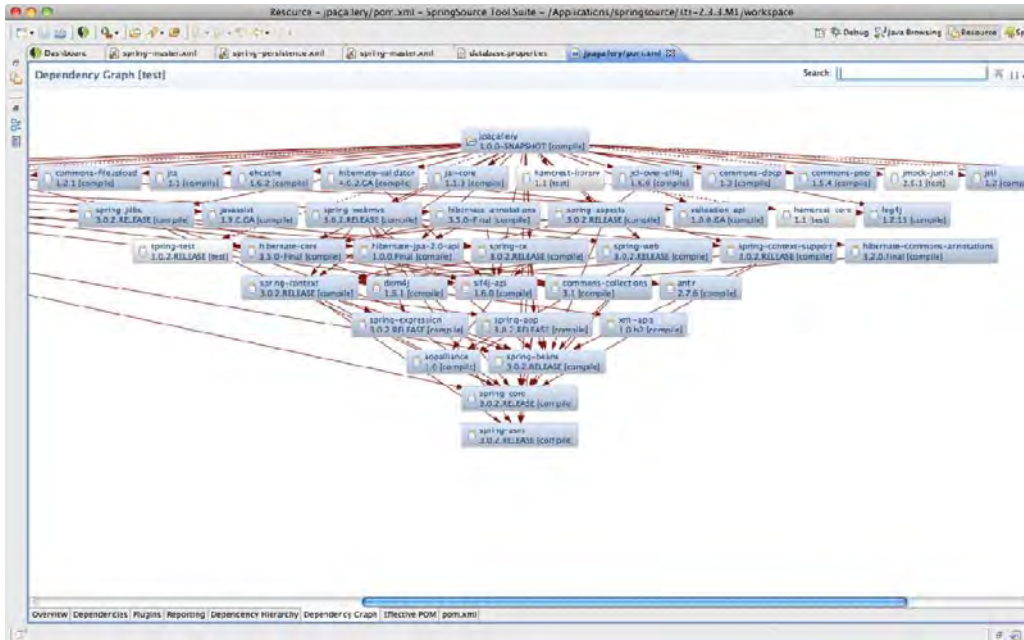 Resource – jpagallery/pom.xml – SpringSource Tool Suite – /Applications/springsource/sts-2.3.3.M1/workspace
Debug Java Browsing Resource
Dashboard spring-master.xml spring-persistence.xml spring-master.xml database.properties jpagallery/pom.xml
Dependency Graph [test]
Search:
jpagallery
1.0.0-SNAPSHOT [compile]
commons-fileupload jta ehcache hibernate-validator hamcrest-library jcl-over-slf4j commons-dbcp commons-pool jmock-junit4 jstl
1.2.1 [compile] 1.1 [compile] 1.6.2 [compile] 4.0.2.GA [compile] 1.1.3 [compile] 1.1 [test] 1.6.0 [compile] 1.3 [compile] 1.5.4 [compile] 2.5.1 [test]
spring-jdbc javassist spring-webmvc hibernate-annotations spring-aspects validation-api hamcrest-core log4j
3.0.2.RELEASE [compile] 3.9.0.GA [compile] 3.0.2.RELEASE [compile] 3.5.0-Final [compile] 3.0.2.RELEASE [compile] 1.0.0.GA [compile] 1.1 [test] 1.2.15 [compile]
spring-test hibernate-core hibernate-jpa-2.0-api spring-tx spring-web spring-context-support hibernate-commons-annotations
3.0.2.RELEASE [test] 3.5.0-Final [compile] 1.0.0.Final [compile] 3.0.2.RELEASE [compile] 3.0.2.RELEASE [compile] 3.0.2.RELEASE [compile] 3.2.0.Final [compile]
spring-context dom4j slf4j-api commons-collections antlr
3.0.2.RELEASE [compile] 1.5.1 [compile] 1.6.0 [compile] 3.1 [compile] 2.7.6 [compile]
spring-expression spring-aop xml-apis
3.0.2.RELEASE [compile] 3.0.2.RELEASE [compile] 1.0.b2 [compile]
aopalliance spring-beans
1.0 [compile] 3.0.2.RELEASE [compile]
spring-core
3.0.2.RELEASE [compile]
spring-asm
3.0.2.RELEASE [compile]
Overview Dependencies Plugins Reporting Dependency Hierarchy Dependency Graph Effective POM pom.xml